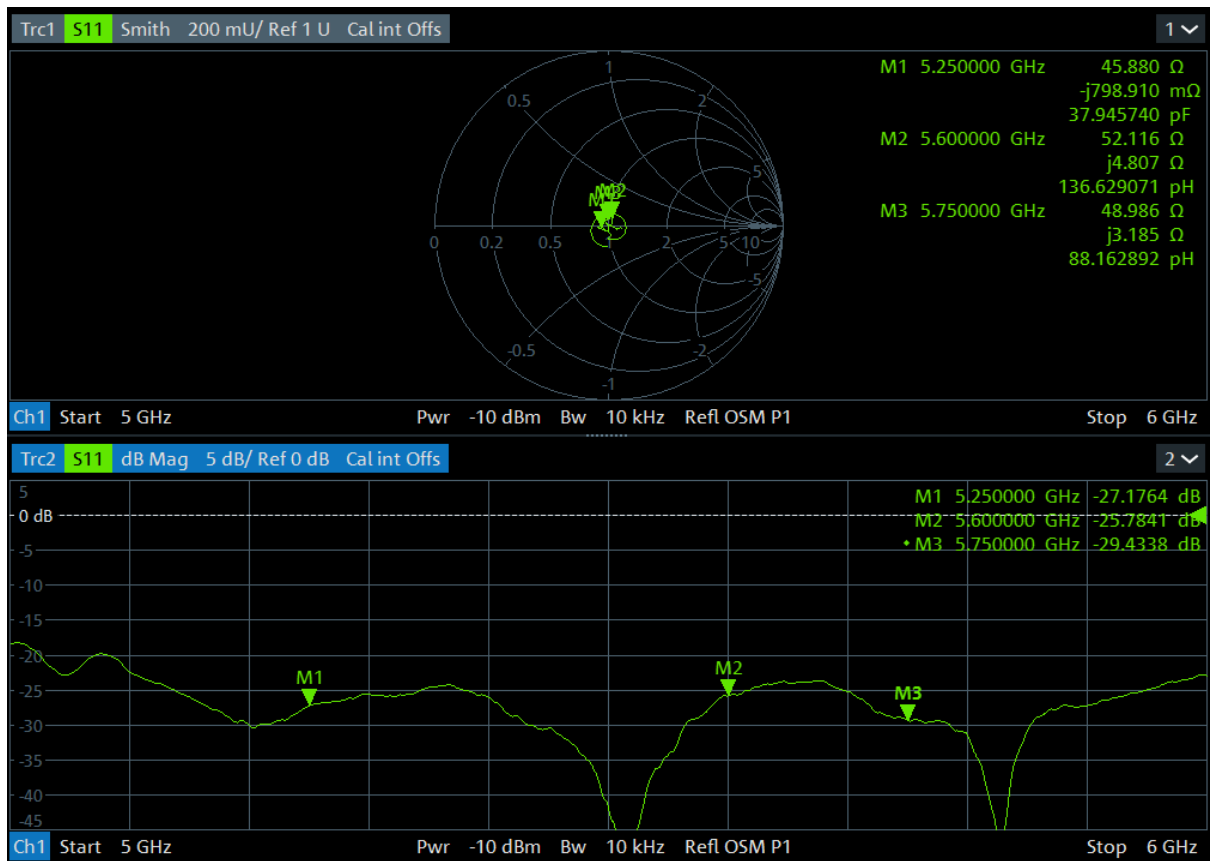 Trc1 S11 Smith 200 mU/ Ref 1 U Cal int Offs 1
M1 5.250000 GHz 45.880 Ω
-j798.910 mΩ
37.945740 pF
M2 5.600000 GHz 52.116 Ω
j4.807 Ω
136.629071 pH
M3 5.750000 GHz 48.986 Ω
j3.185 Ω
88.162892 pH
1
0.5 2
5
M2
0 0.2 0.5 1 2 5 10
-5
-0.5 -2
-1
Ch1 Start 5 GHz Pwr -10 dBm Bw 10 kHz Refl OSM P1 Stop 6 GHz
Trc2 S11 dB Mag 5 dB/ Ref 0 dB Cal int Offs 2
M1 5.250000 GHz -27.1764 dB
M2 5.600000 GHz -25.7841 dB
• M3 5.750000 GHz -29.4338 dB
5
0 dB
-5
-10
-15
-20
-25
-30
-35
-40
-45
M1
M2
M3
Ch1 Start 5 GHz Pwr -10 dBm Bw 10 kHz Refl OSM P1 Stop 6 GHz